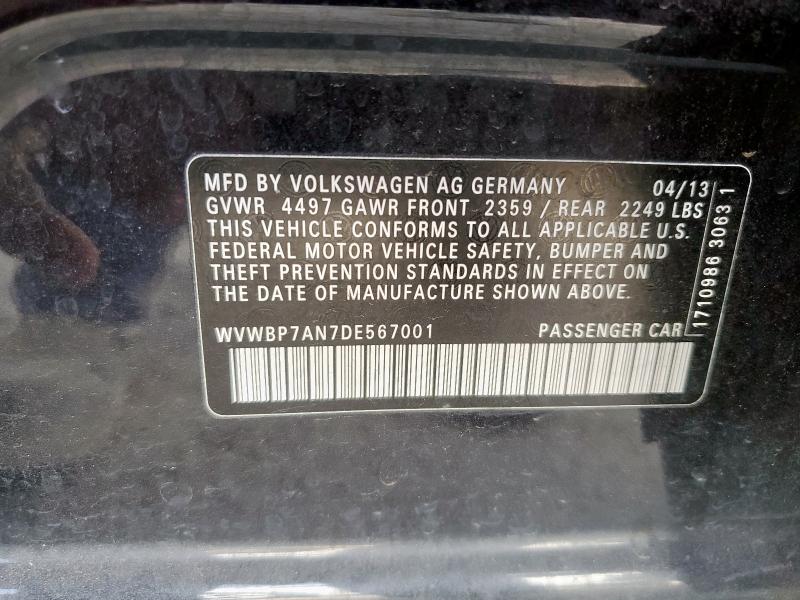 MFD BY VOLKSWAGEN AG GERMANY 04/13
GVWR 4497 GAWR FRONT 2359 / REAR 2249 LBS
THIS VEHICLE CONFORMS TO ALL APPLICABLE U.S.
FEDERAL MOTOR VEHICLE SAFETY, BUMPER AND
THEFT PREVENTION STANDARDS IN EFFECT ON
THE DATE OF MANUFACTURE SHOWN ABOVE.
WVWBP7AN7DE567001 PASSENGER CAR
1710986 3063 1